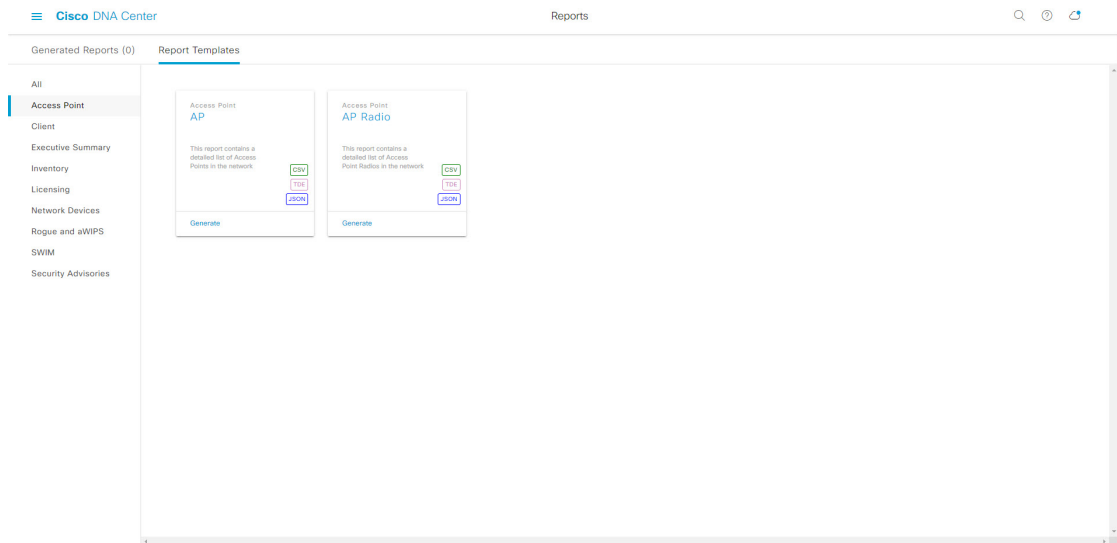 Cisco DNA Center
Reports
Generated Reports (0)
Report Templates
All
Access Point
Client
Executive Summary
Inventory
Licensing
Network Devices
Rogue and aWIPS
SWIM
Security Advisories
Access Point
AP
This report contains a
detailed list of Access
Points in the network
CSV
TDE
JSON
Generate
Access Point
AP Radio
This report contains a
detailed list of Access
Point Radios in the network
CSV
TDE
JSON
Generate